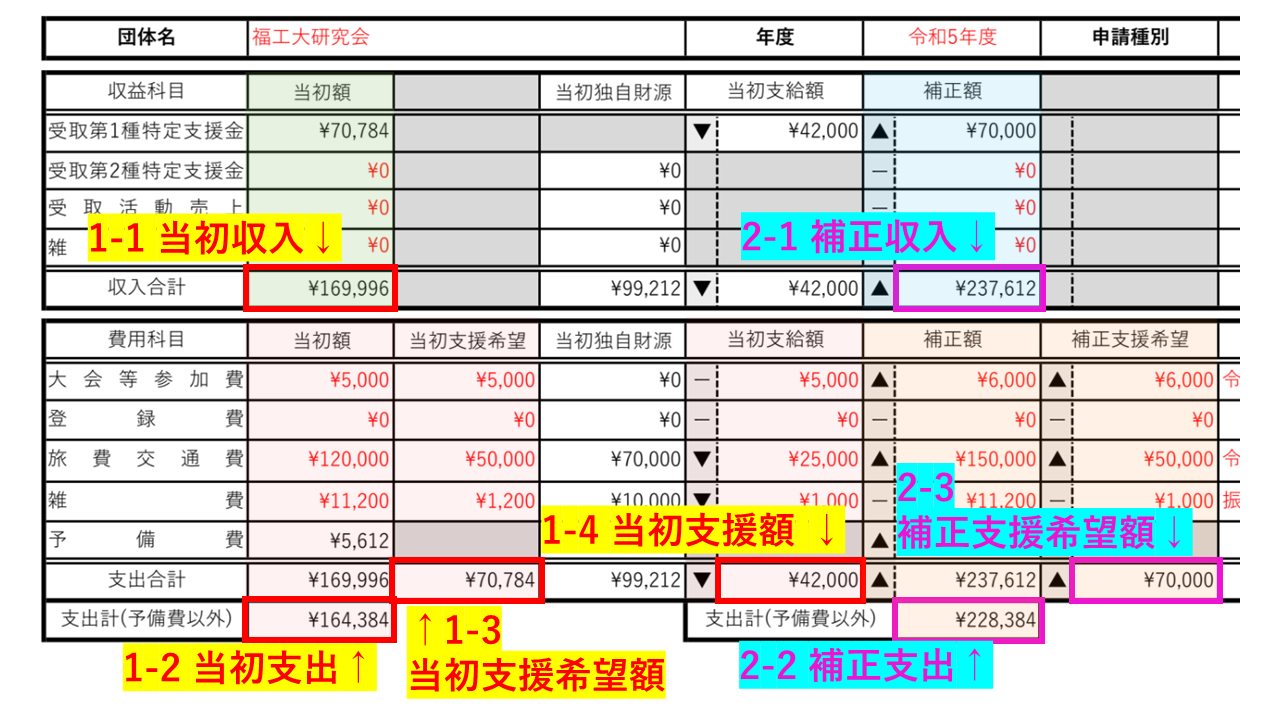 団体名 福工大研究会 年度 令和5年度 申請種別
収益科目 当初額 当初独自財源 当初支給額 補正額
受取第1種特定支援金 ¥70,784 ▼ ¥42,000 ▲ ¥70,000
受取第2種特定支援金 ¥0 ¥0 — ¥0
受取活動売上 ¥0 ¥0 — ¥0
1-1 当初収入↓ 2-1 補正収入↓
雑 ¥0 ¥0 ¥0
収入合計 ¥169,996 ¥99,212 ▼ ¥42,000 ▲ ¥237,612
費用科目 当初額 当初支援希望 当初独自財源 当初支給額 補正額 補正支援希望
大会等参加費 ¥5,000 ¥5,000 ¥0 — ¥5,000 ▲ ¥6,000 ▲ ¥6,000 令
登録費 ¥0 ¥0 ¥0 — ¥0 — ¥0 — ¥0
旅費交通費 ¥120,000 ¥50,000 ¥70,000 ▼ ¥25,000 ▲ ¥150,000 ▲ ¥50,000 令
雑費 ¥11,200 ¥1,200 ¥10,000 ▼ ¥1,000 — ¥11,200 — ¥1,000 振
2-3
補正支援希望額↓
1-4 当初支援額 ↓
予備費 ¥5,612 ▲
支出合計 ¥169,996 ¥70,784 ¥99,212 ▼ ¥42,000 ▲ ¥237,612 ▲ ¥70,000
支出計(予備費以外) ¥164,384 支出計(予備費以外) ¥228,384
↑1-3
当初支援希望額
1-2 当初支出↑ 2-2 補正支出↑